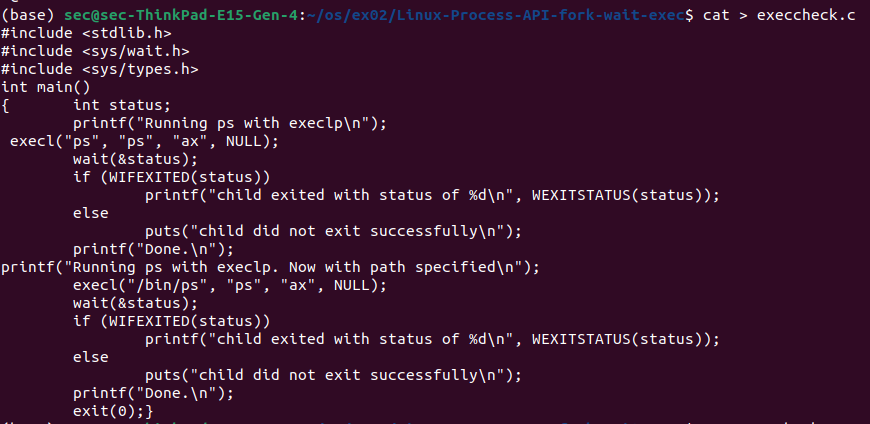 (base) sec@sec-ThinkPad-E15-Gen-4:~/os/ex02/Linux-Process-API-fork-wait-exec$ cat > execcheck.c
#include <stdlib.h>
#include <sys/wait.h>
#include <sys/types.h>
int main()
{       int status;
        printf("Running ps with execlp\n");
 execl("ps", "ps", "ax", NULL);
        wait(&status);
        if (WIFEXITED(status))
                printf("child exited with status of %d\n", WEXITSTATUS(status));
        else
                puts("child did not exit successfully\n");
        printf("Done.\n");
printf("Running ps with execlp. Now with path specified\n");
        execl("/bin/ps", "ps", "ax", NULL);
        wait(&status);
        if (WIFEXITED(status))
                printf("child exited with status of %d\n", WEXITSTATUS(status));
        else
                puts("child did not exit successfully\n");
        printf("Done.\n");
        exit(0);}